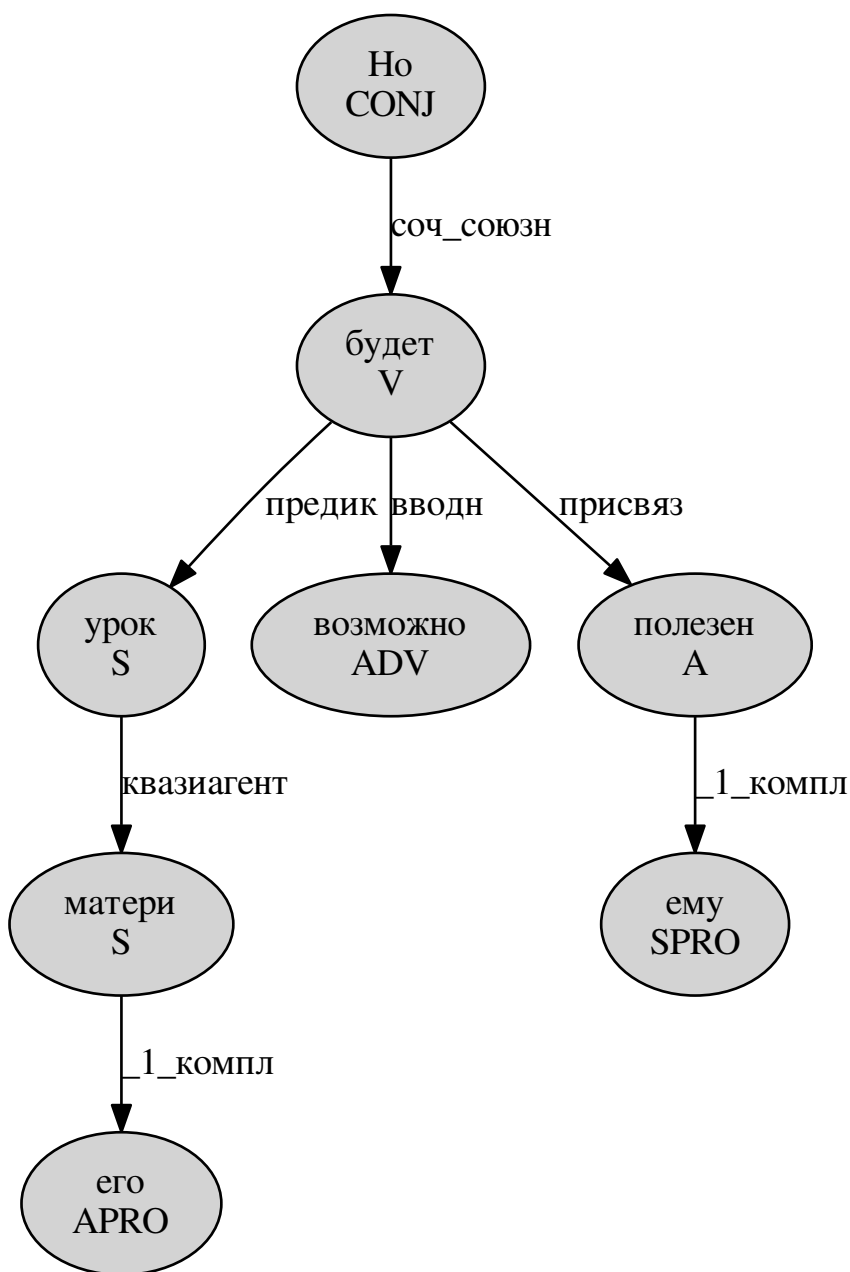 Но
CONJ
соч_союзн
будет
V
предик
вводн
присвяз
урок
S
возможно
ADV
полезен
A
квазиагент
_1_компл
матери
S
ему
SPRO
_1_компл
его
APRO